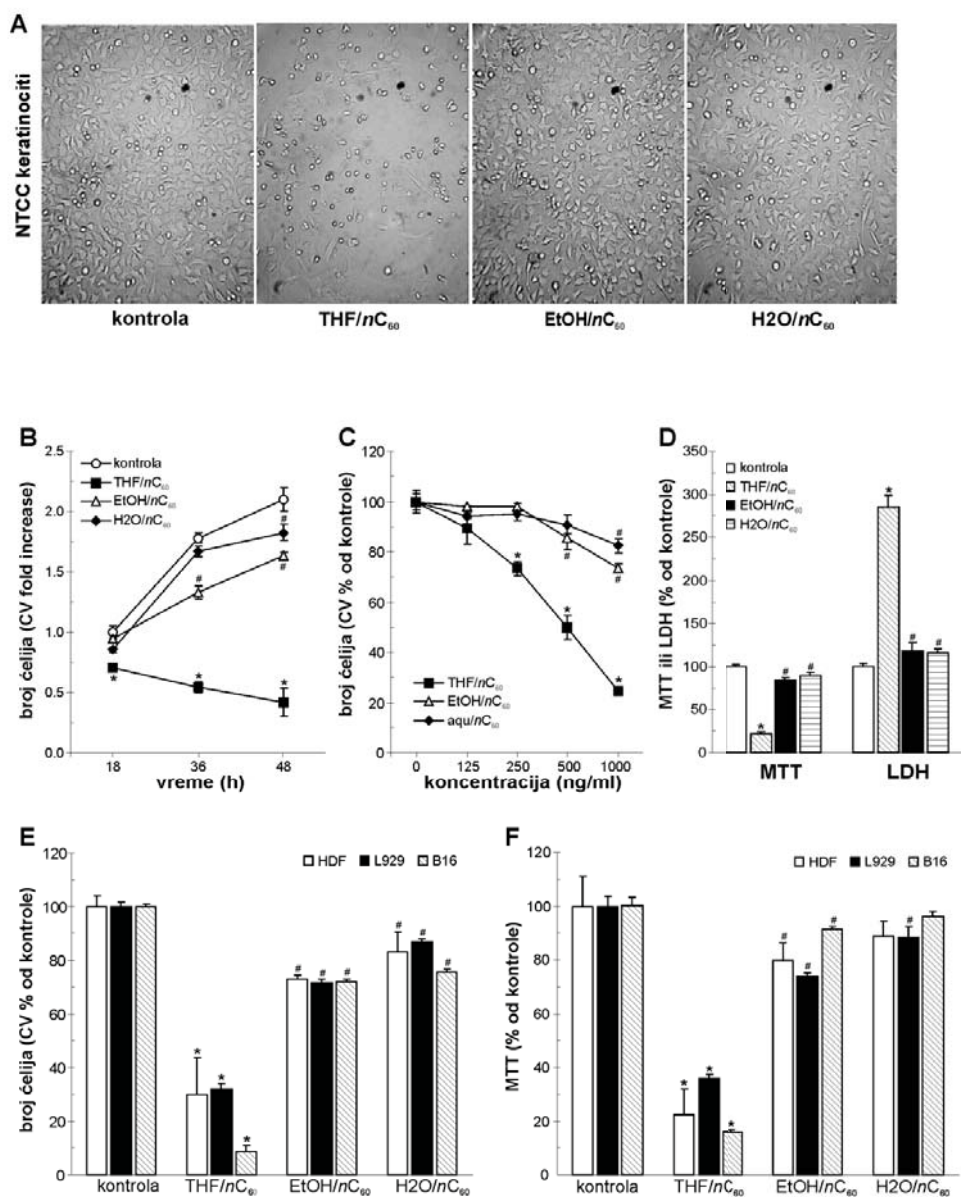 A
NTCC keratinociti
kontrola
THF/nC60
EtOH/nC60
H2O/nC60
B
broj ćelija (CV fold increase)
2.5
2.0
1.5
1.0
0.5
0.0
kontrola
THF/nC60
EtOH/nC60
H2O/nC60
#
#
#
*
*
*
18
36
48
vreme (h)
C
broj ćelija (CV % od kontrole)
120
100
80
60
40
20
0
*
*
*
#
#
#
THF/nC60
EtOH/nC60
aqu/nC60
0
125
250
500
1000
koncentracija (ng/ml)
D
MTT ili LDH (% od kontrole)
350
300
250
200
150
100
50
0
kontrola
THF/nC60
EtOH/nC60
H2O/nC60
*
#
#
*
#
#
MTT
LDH
E
broj ćelija (CV % od kontrole)
120
100
80
60
40
20
0
HDF L929 B16
*
*
*
#
#
#
#
#
#
kontrola
THF/nC60
EtOH/nC60
H2O/nC60
F
MTT (% od kontrole)
120
100
80
60
40
20
0
HDF L929 B16
*
*
*
#
#
#
#
kontrola
THF/nC60
EtOH/nC60
H2O/nC60